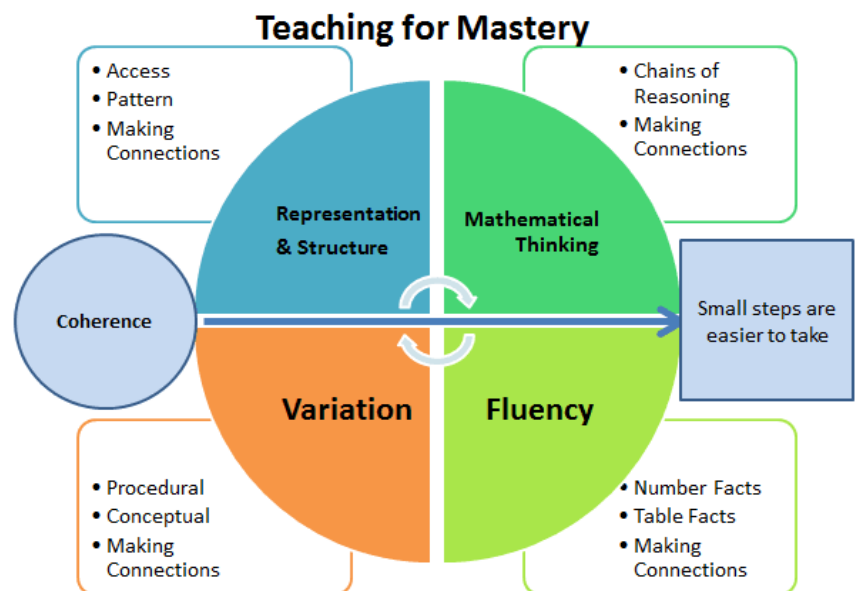 Teaching for Mastery
• Access
• Pattern
• Making
Connections
• Chains of
Reasoning
• Making
Connections
Representation
& Structure
Mathematical
Thinking
Coherence
Small steps are
easier to take
Variation
Fluency
• Procedural
• Conceptual
• Making
Connections
• Number Facts
• Table Facts
• Making
Connections